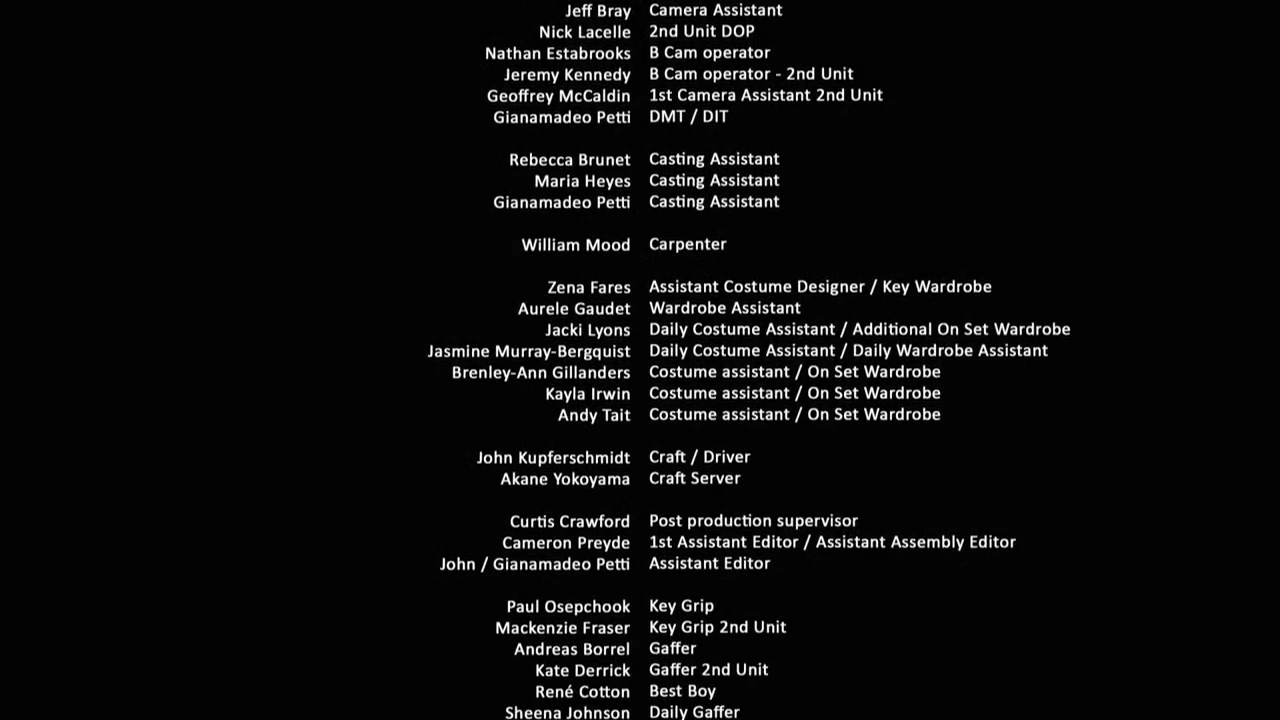 Jeff Bray Camera Assistant
Nick Lacelle 2nd Unit DOP
Nathan Estabrooks B Cam operator
Jeremy Kennedy B Cam operator - 2nd Unit
Geoffrey McCaldin 1st Camera Assistant 2nd Unit
Gianamadeo Petti DMT / DIT
Rebecca Brunet Casting Assistant
Maria Heyes Casting Assistant
Gianamadeo Petti Casting Assistant
William Mood Carpenter
Zena Fares Assistant Costume Designer / Key Wardrobe
Aurele Gaudet Wardrobe Assistant
Jacki Lyons Daily Costume Assistant / Additional On Set Wardrobe
Jasmine Murray-Bergquist Daily Costume Assistant / Daily Wardrobe Assistant
Brenley-Ann Gillanders Costume assistant / On Set Wardrobe
Kayla Irwin Costume assistant / On Set Wardrobe
Andy Tait Costume assistant / On Set Wardrobe
John Kupferschmidt Craft / Driver
Akane Yokoyama Craft Server
Curtis Crawford Post production supervisor
Cameron Preyde 1st Assistant Editor / Assistant Assembly Editor
John / Gianamadeo Petti Assistant Editor
Paul Osepchook Key Grip
Mackenzie Fraser Key Grip 2nd Unit
Andreas Borrel Gaffer
Kate Derrick Gaffer 2nd Unit
René Cotton Best Boy
Sheena Johnson Daily Gaffer